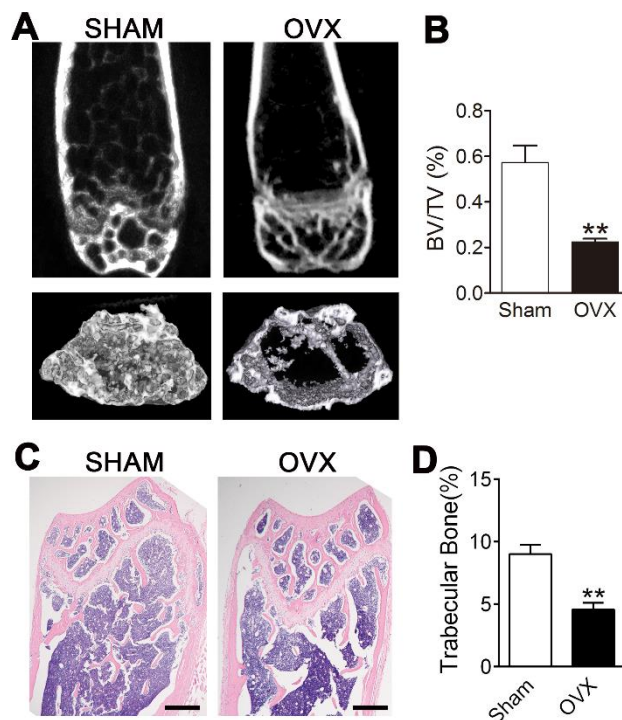 A
SHAM
OVX
B
BV/TV (%)
0.8
0.6
0.4
0.2
0.0
**
Sham
OVX
C
SHAM
OVX
D
Trabecular Bone(%)
15
10
5
0
**
Sham
OVX